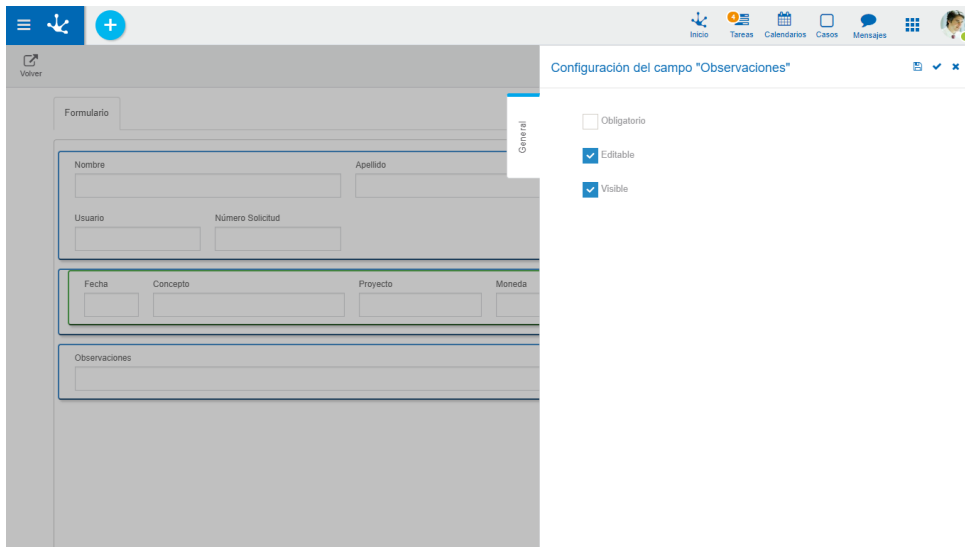 4
Inicio Tareas Calendarios Casos Mensajes
Volver
Configuración del campo "Observaciones"
Formulario
General
Obligatorio
Editable
Visible
Nombre Apellido
Usuario Número Solicitud
Fecha Concepto Proyecto Moneda
Observaciones